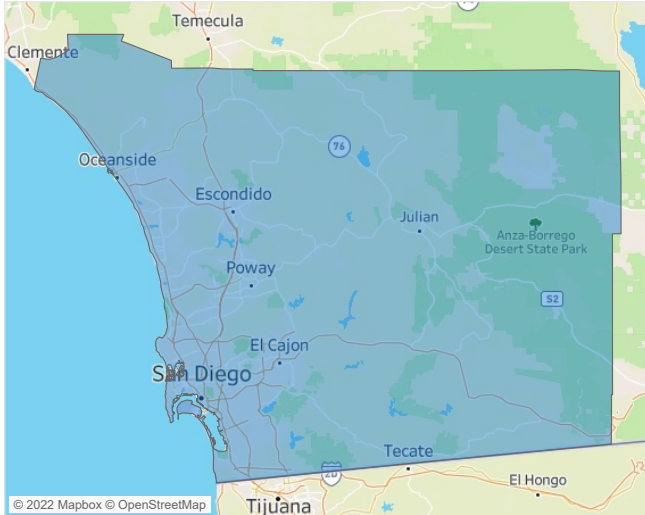 Temecula
Clemente
76
Oceanside
Escondido
Julian
Anza-Borrego
Desert State Park
Poway
S2
El Cajon
San Diego
Tecate
2D
El Hongo
© 2022 Mapbox © OpenStreetMap
Tijuana